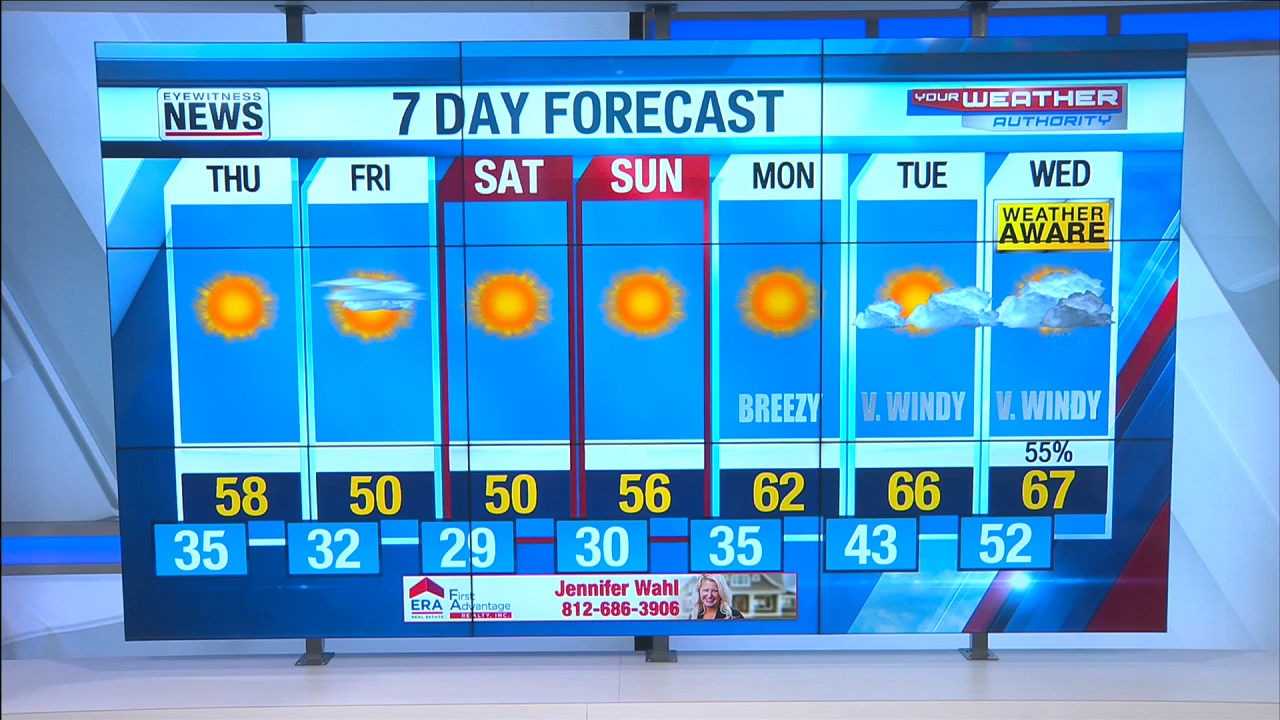 EYEWITNESS
NEWS
7 DAY FORECAST
YOUR WEATHER
AUTHORITY
THU FRI SAT SUN MON TUE WED
WEATHER
AWARE
BREEZY V. WINDY V. WINDY
55%
58 50 50 56 62 66 67
35 32 29 30 35 43 52
ERA
REAL ESTATE
First
Advantage
REALTY, INC.
Jennifer Wahl
812-686-3906